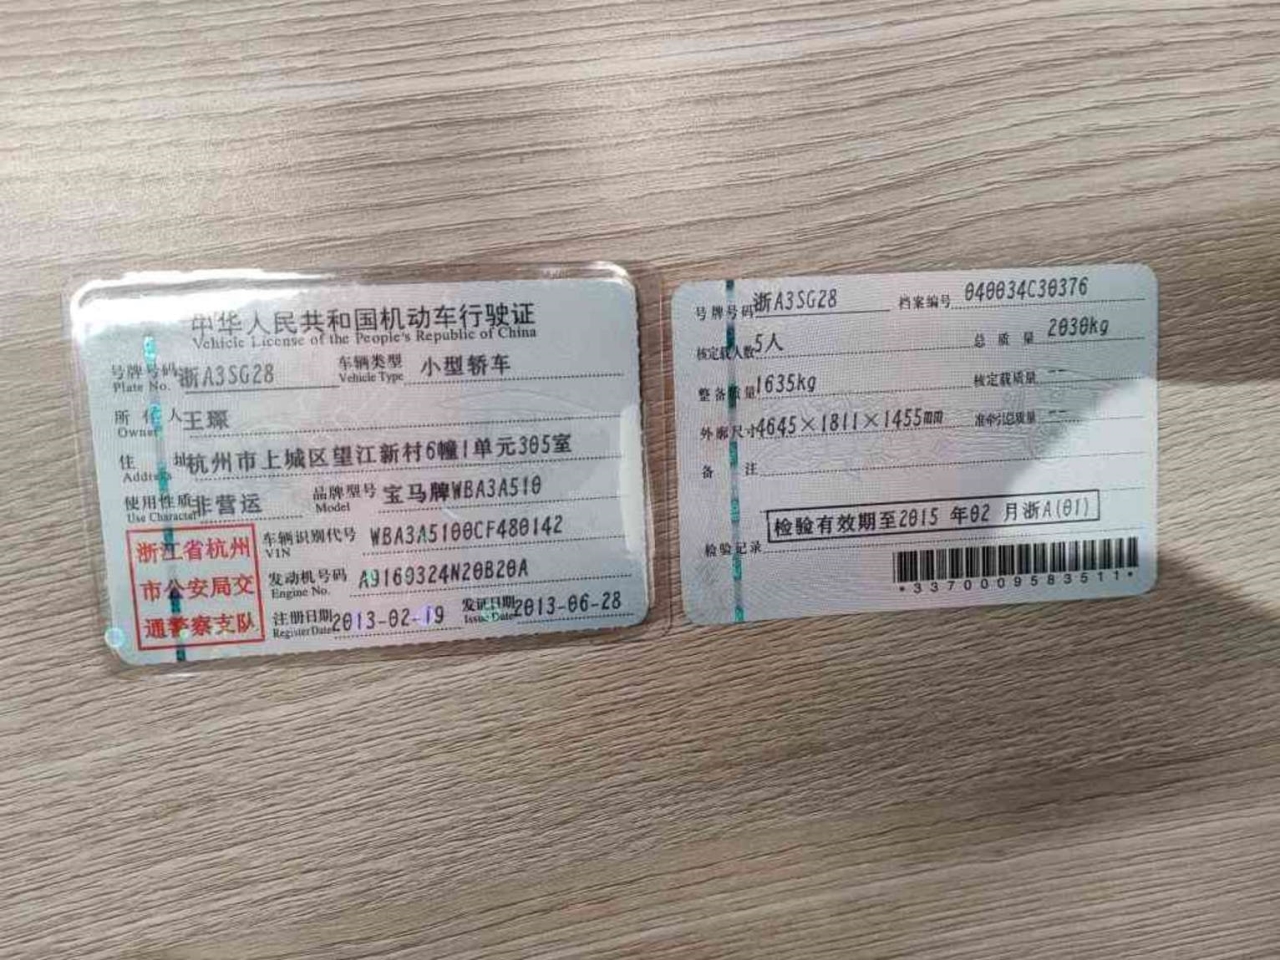 中华人民共和国机动车行驶证
Vehicle License of the People's Republic of China
号牌号码 浙A3SG28 车辆类型 小型轿车
Plate No. Vehicle Type
所有人 王璨
Owner
住址 杭州市上城区望江新村6幢1单元305室
Address
使用性质 非营运 品牌型号 宝马牌WBA3A510
Use Character Model
浙江省杭州
市公安局交
通警察支队
车辆识别代号 WBA3A5100CF480142
VIN
发动机号码 A9160324N20B20A
Engine No.
注册日期 2013-02-19 发证日期 2013-06-28
Register Date Issue Date
号牌号码 浙A3SG28 档案编号 040034C30376
核定载人数 5人 总质量 2030kg
整备质量 1635kg 核定载质量 --
外廓尺寸 4645×1811×1455mm 准牵引总质量 --
备注
检验有效期至2015 年02 月浙A(01)
检验记录
*3370009583511*